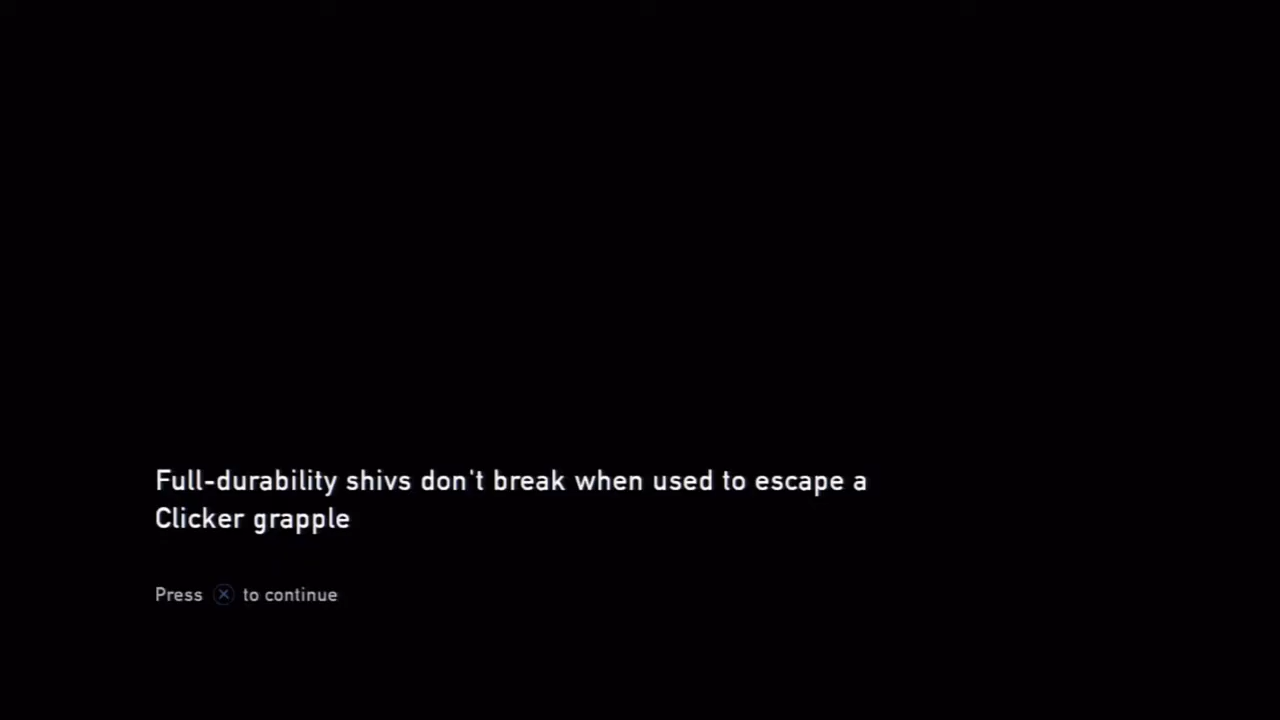 Full-durability shivs don't break when used to escape a
Clicker grapple
Press ⓧ to continue